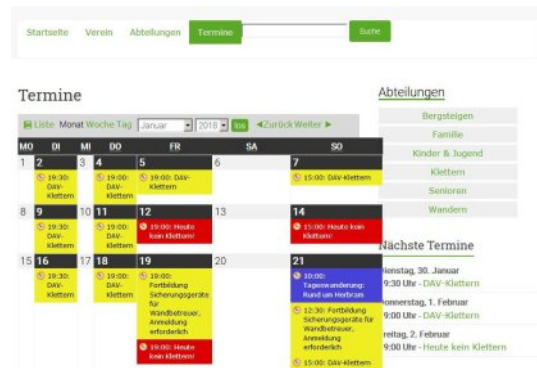 Startseite Verein Abteilungen Termine Suche
Termine
Liste Monat Woche Tag Januar 2018 los ◄Zurück Weiter ►
MO DI MI DO FR SA SO
1 2 3 4 5 6 7
19:30: DAV-Klettern
19:00: DAV-Klettern
19:00: DAV-Klettern
15:00: DAV-Klettern
8 9 10 11 12 13 14
19:30: DAV-Klettern
19:00: DAV-Klettern
19:00: Heute kein Klettern!
15:00: Heute kein Klettern!
15 16 17 18 19 20 21
19:30: DAV-Klettern
19:00: DAV-Klettern
19:00: Fortbildung Sicherungsgeräte für Wandbetreuer, Anmeldung erforderlich
19:00: Heute kein Klettern!
10:00: Tageswanderung: Rund um Herbram
12:30: Fortbildung Sicherungsgeräte für Wandbetreuer, Anmeldung erforderlich
15:00: DAV-Klettern
Abteilungen
Bergsteigen
Familie
Kinder & Jugend
Klettern
Senioren
Wandern
Nächste Termine
Dienstag, 30. Januar
19:30 Uhr - DAV-Klettern
Donnerstag, 1. Februar
19:00 Uhr - DAV-Klettern
Freitag, 2. Februar
19:00 Uhr - Heute kein Klettern